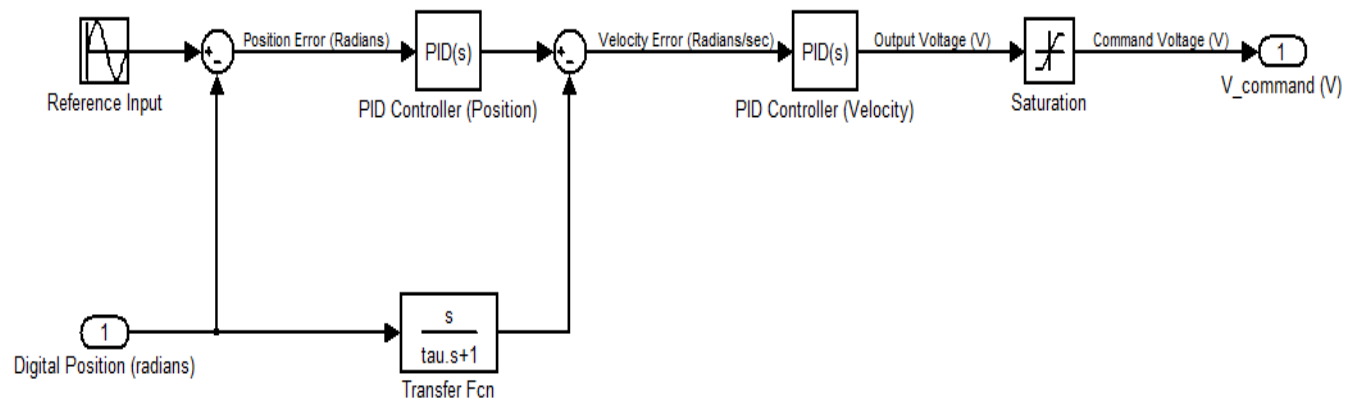 Position Error (Radians)
PID(s)
Velocity Error (Radians/sec)
PID(s)
Output Voltage (V)
Command Voltage (V)
1
Reference Input
PID Controller (Position)
PID Controller (Velocity)
Saturation
V_command (V)
1
Digital Position (radians)
s
tau.s+1
Transfer Fcn